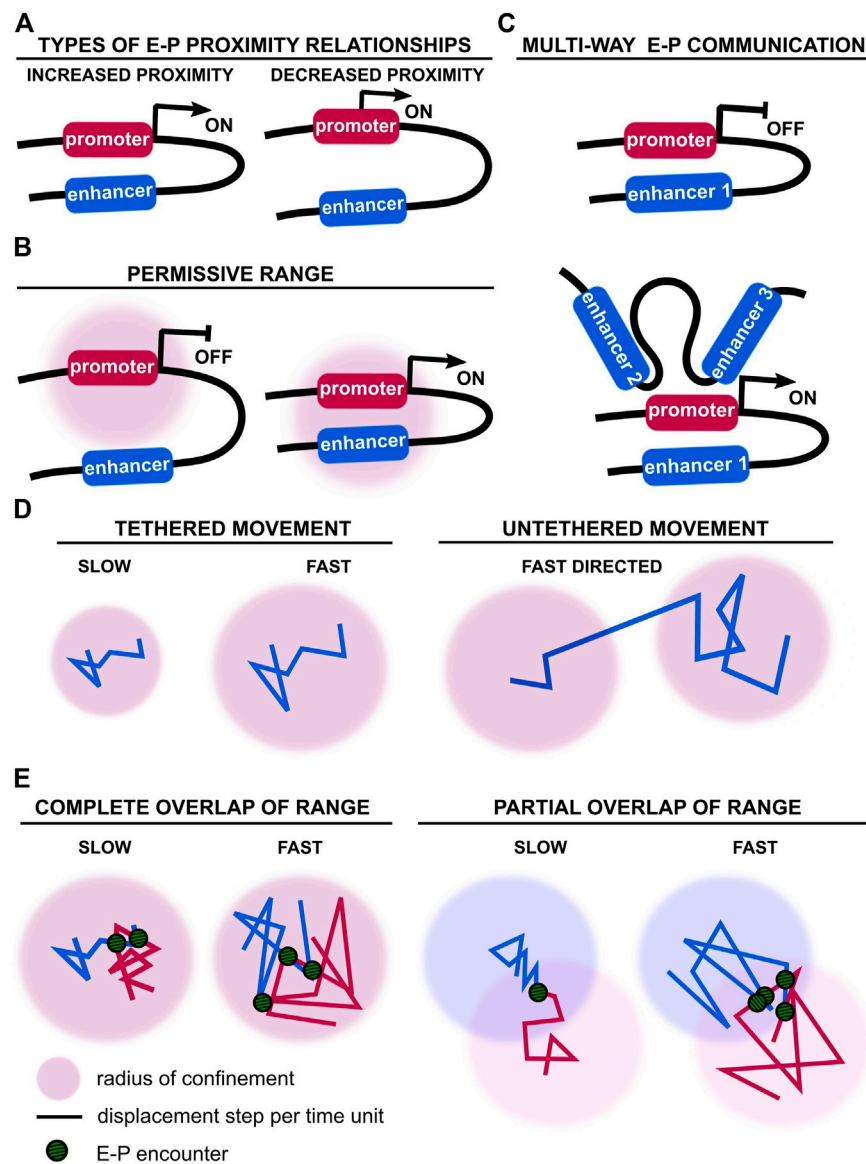 A
TYPES OF E-P PROXIMITY RELATIONSHIPS
INCREASED PROXIMITY
DECREASED PROXIMITY
promoter
ON
enhancer
promoter
ON
enhancer
C
MULTI-WAY E-P COMMUNICATION
promoter
OFF
enhancer 1
enhancer 2
enhancer 3
promoter
ON
enhancer 1
B
PERMISSIVE RANGE
promoter
OFF
enhancer
promoter
ON
enhancer
D
TETHERED MOVEMENT
SLOW
FAST
UNTETHERED MOVEMENT
FAST DIRECTED
E
COMPLETE OVERLAP OF RANGE
SLOW
FAST
PARTIAL OVERLAP OF RANGE
SLOW
FAST
radius of confinement
displacement step per time unit
E-P encounter